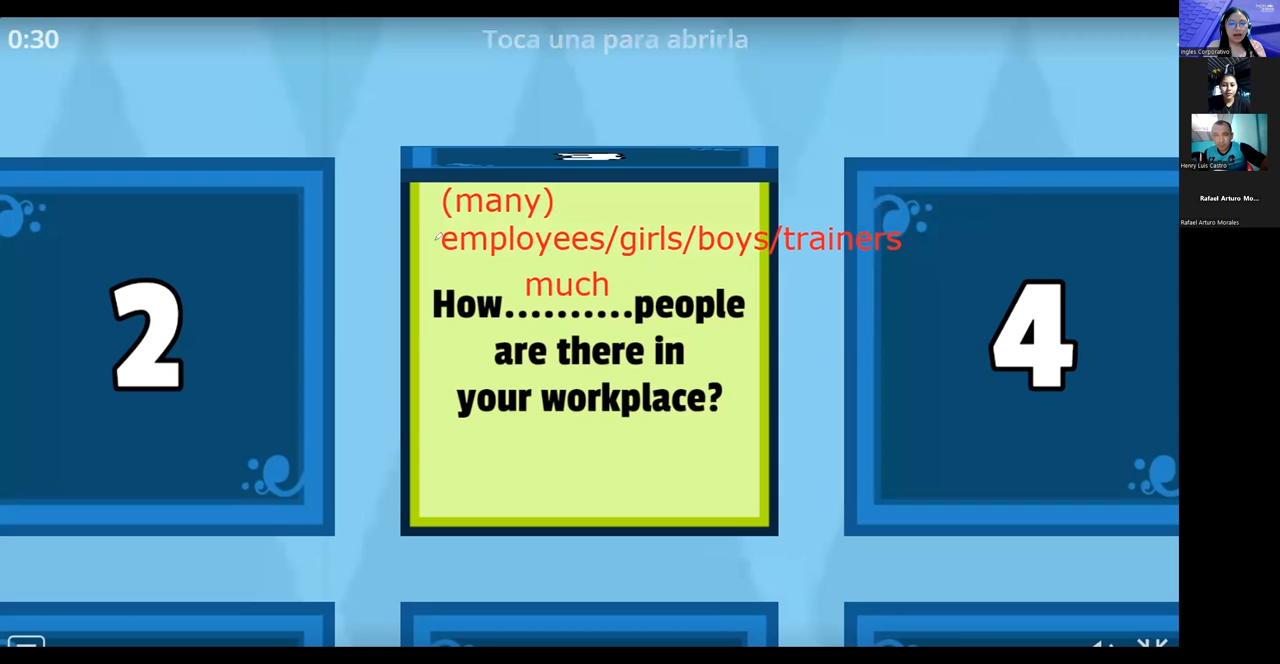 0:30
Toca una para abrirla
(many)
employees/girls/boys/trainers
much
How..........people
are there in
your workplace?
2
4
Ingles Corporativo
Henry Luis Castro
Rafael Arturo Mo...
Rafael Arturo Morales